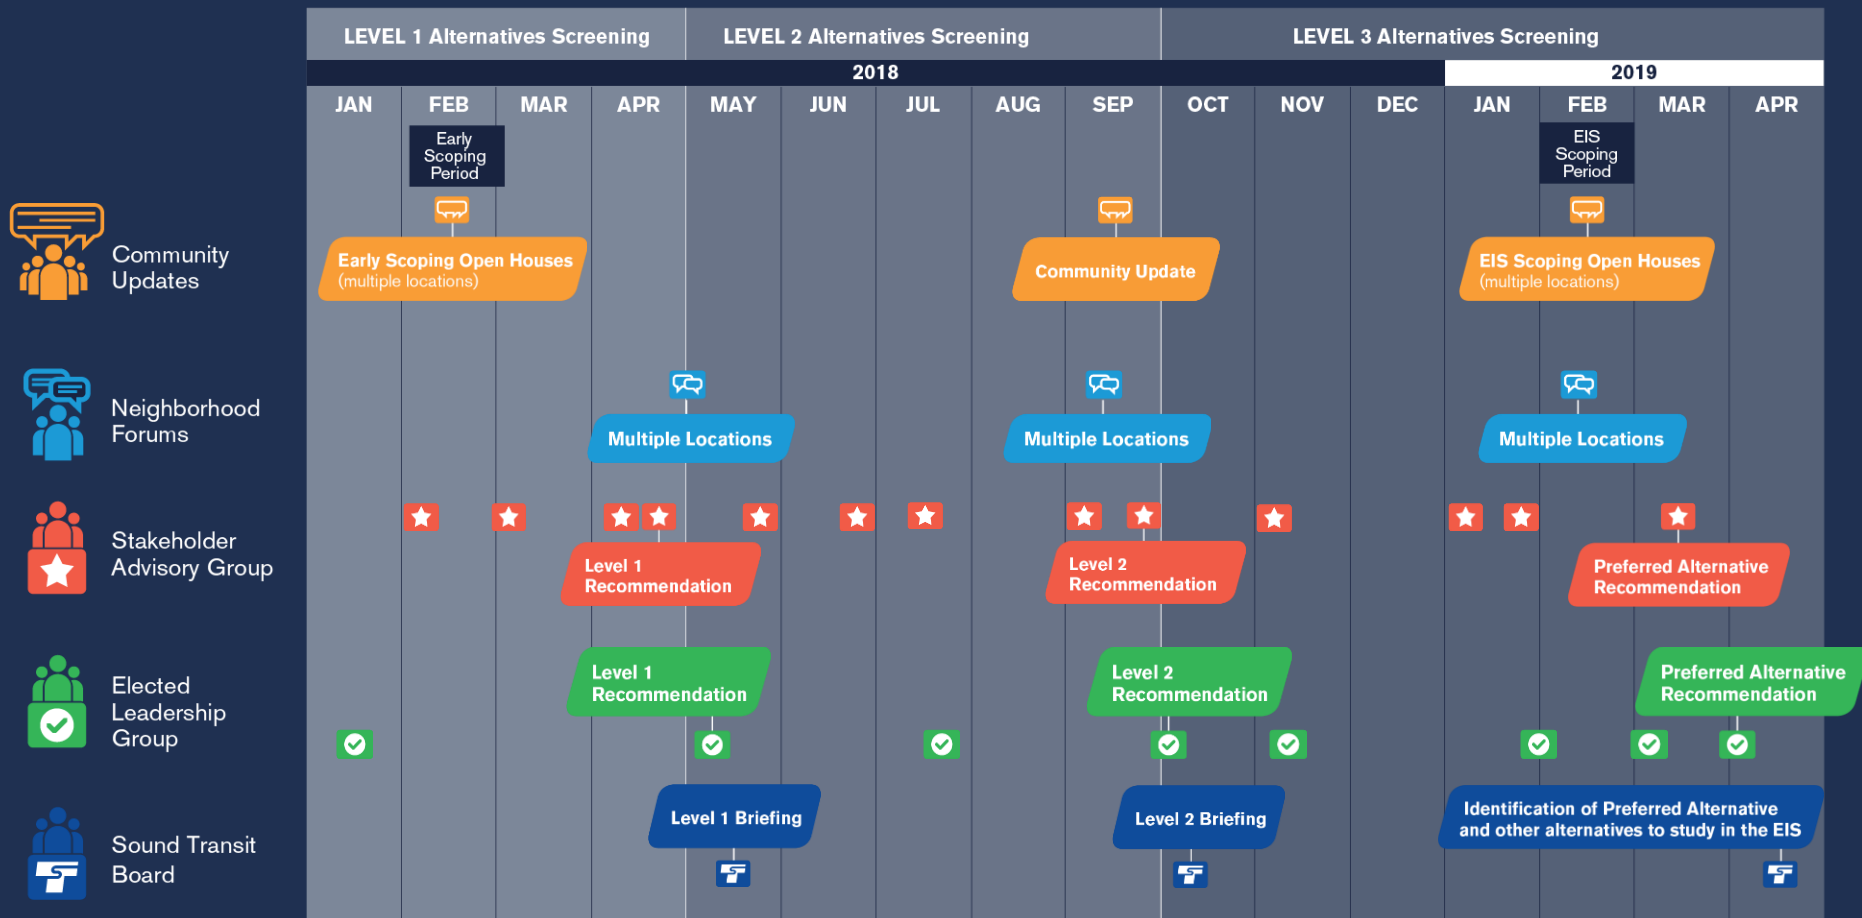 LEVEL 1 Alternatives Screening
LEVEL 2 Alternatives Screening
LEVEL 3 Alternatives Screening
2018
2019
JAN
FEB
MAR
APR
MAY
JUN
JUL
AUG
SEP
OCT
NOV
DEC
JAN
FEB
MAR
APR
Early
Scoping
Period
EIS
Scoping
Period
Community
Updates
Early Scoping Open Houses
(multiple locations)
Community Update
EIS Scoping Open Houses
(multiple locations)
Neighborhood
Forums
Multiple Locations
Multiple Locations
Multiple Locations
Stakeholder
Advisory Group
Level 1
Recommendation
Level 2
Recommendation
Preferred Alternative
Recommendation
Elected
Leadership
Group
Level 1
Recommendation
Level 2
Recommendation
Preferred Alternative
Recommendation
Sound Transit
Board
Level 1 Briefing
Level 2 Briefing
Identification of Preferred Alternative
and other alternatives to study in the EIS